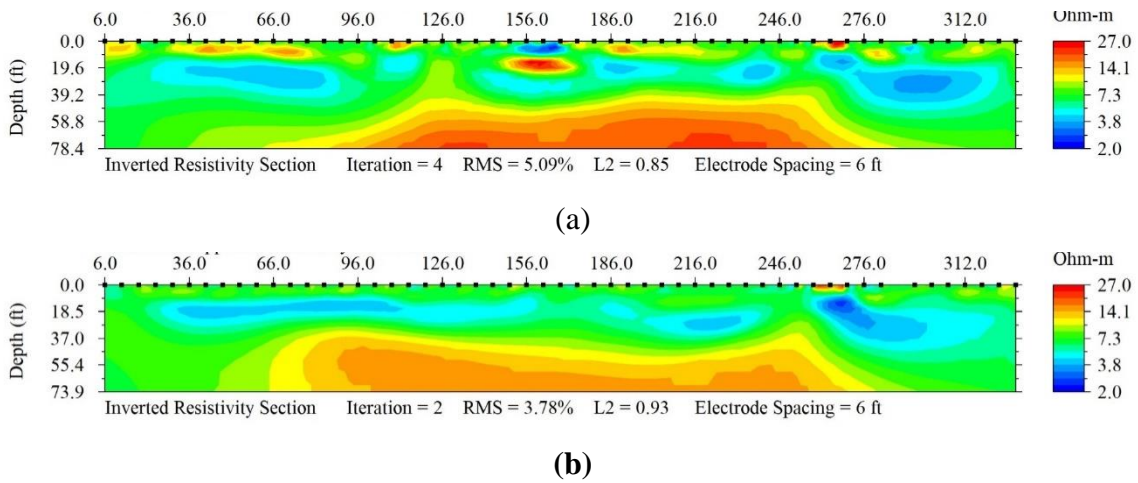 6.0 36.0 66.0 96.0 126.0 156.0 186.0 216.0 246.0 276.0 312.0 Ohm-m
0.0 27.0
19.6 14.1
39.2 7.3
58.8 3.8
78.4 2.0
Depth (ft)
Inverted Resistivity Section Iteration = 4 RMS = 5.09% L2 = 0.85 Electrode Spacing = 6 ft
(a)
6.0 36.0 66.0 96.0 126.0 156.0 186.0 216.0 246.0 276.0 312.0 Ohm-m
0.0 27.0
18.5 14.1
37.0 7.3
55.4 3.8
73.9 2.0
Depth (ft)
Inverted Resistivity Section Iteration = 2 RMS = 3.78% L2 = 0.93 Electrode Spacing = 6 ft
(b)